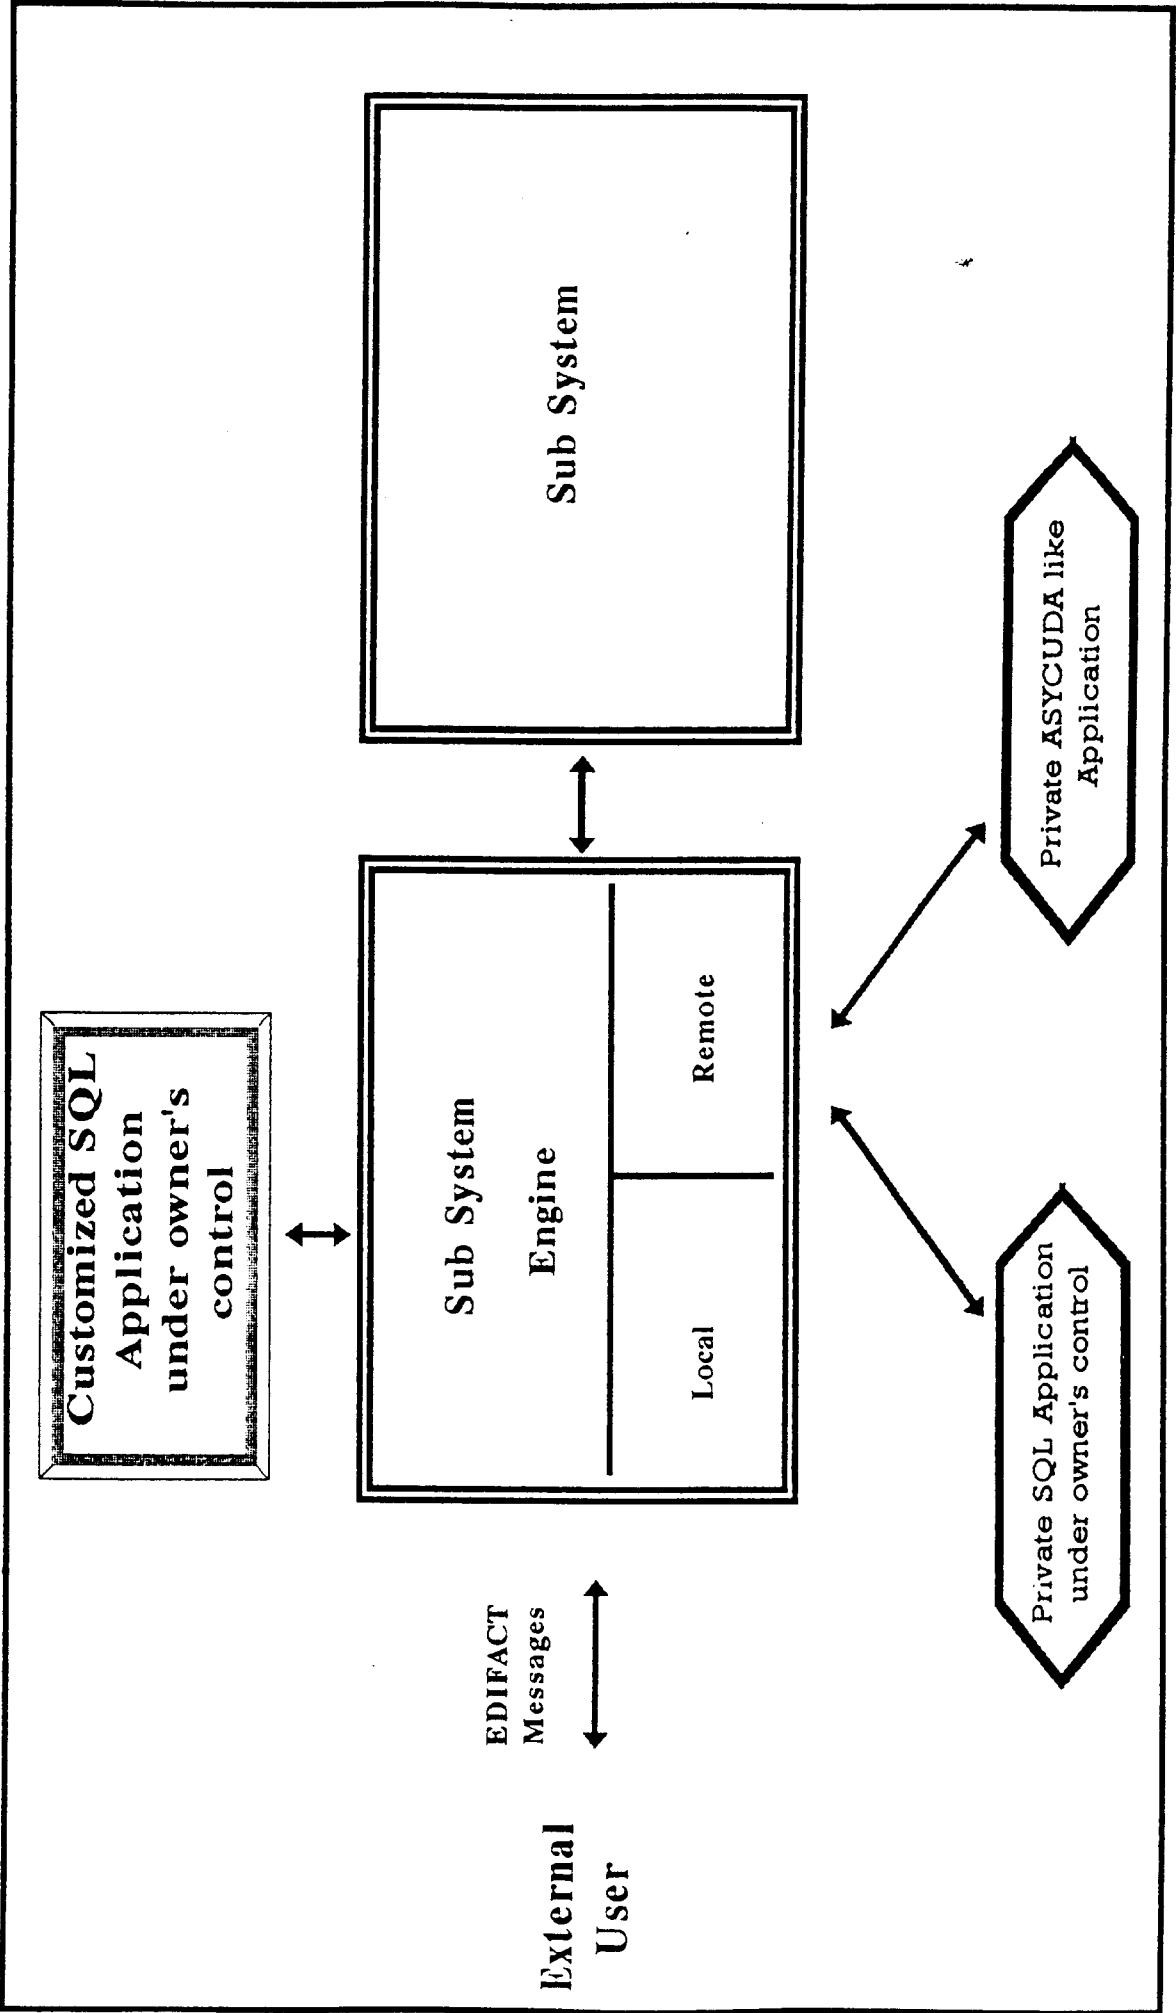 Customized SQL
Application
under owner's
control
External
User
EDIFACT
Messages
Sub System
Engine
Local
Remote
Sub System
Private SQL Application
under owner's control
Private ASYCUDA like
Application